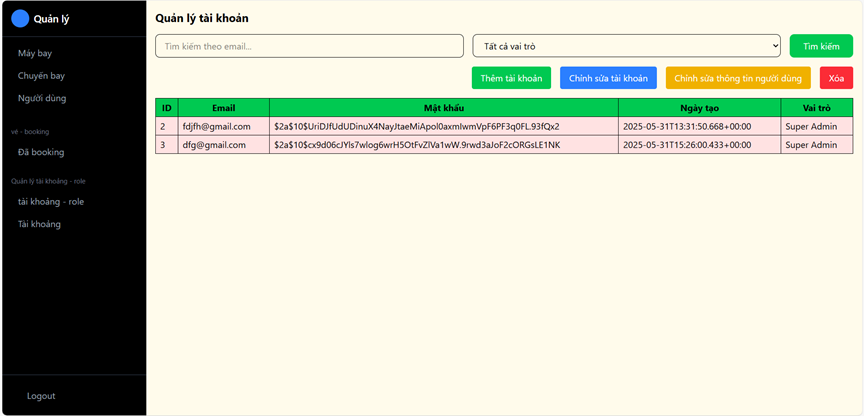 Quản lý
Máy bay
Chuyến bay
Người dùng
vé - booking
Đã booking
Quản lý tài khoảng - role
tài khoảng - role
Tài khoảng
Logout
Quản lý tài khoản
Tìm kiếm theo email...
Tất cả vai trò
Tìm kiếm
Thêm tài khoản
Chỉnh sửa tài khoản
Chỉnh sửa thông tin người dùng
Xóa
ID Email Mật khẩu Ngày tạo Vai trò
2 fdjfh@gmail.com $2a$10$UriDJfUdUDinuX4NayJtaeMiApol0axmlwmVpF6PF3q0FL.93fQx2 2025-05-31T13:31:50.668+00:00 Super Admin
3 dfg@gmail.com $2a$10$cx9d06cJYls7wlog6wrH5OtFvZlVa1wW.9rwd3aJoF2cORGsLE1NK 2025-05-31T15:26:00.433+00:00 Super Admin